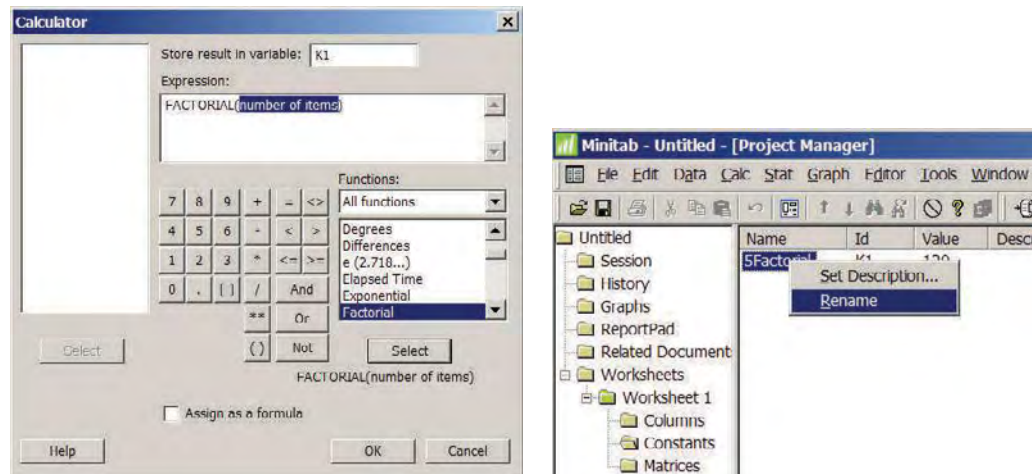 Calculator
Store result in variable: K1
Expression:
FACTORIAL(number of items)
Functions:
7 8 9 + = <> All functions
4 5 6 - < > Degrees
Differences
1 2 3 * <= >= e (2.718...)
Elapsed Time
0 . [ ] / And Exponential
Factorial
** Or
Select ( ) Not Select
FACTORIAL(number of items)
Assign as a formula
Help OK Cancel
Minitab - Untitled - [Project Manager]
File Edit Data Calc Stat Graph Editor Tools Window
Untitled Name Id Value Descr
Session 5Factorial K1 120
History Set Description...
Graphs Rename
ReportPad
Related Document
Worksheets
Worksheet 1
Columns
Constants
Matrices